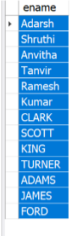 ename
Adarsh
Shruthi
Anvitha
Tanvir
Ramesh
Kumar
CLARK
SCOTT
KING
TURNER
ADAMS
JAMES
FORD